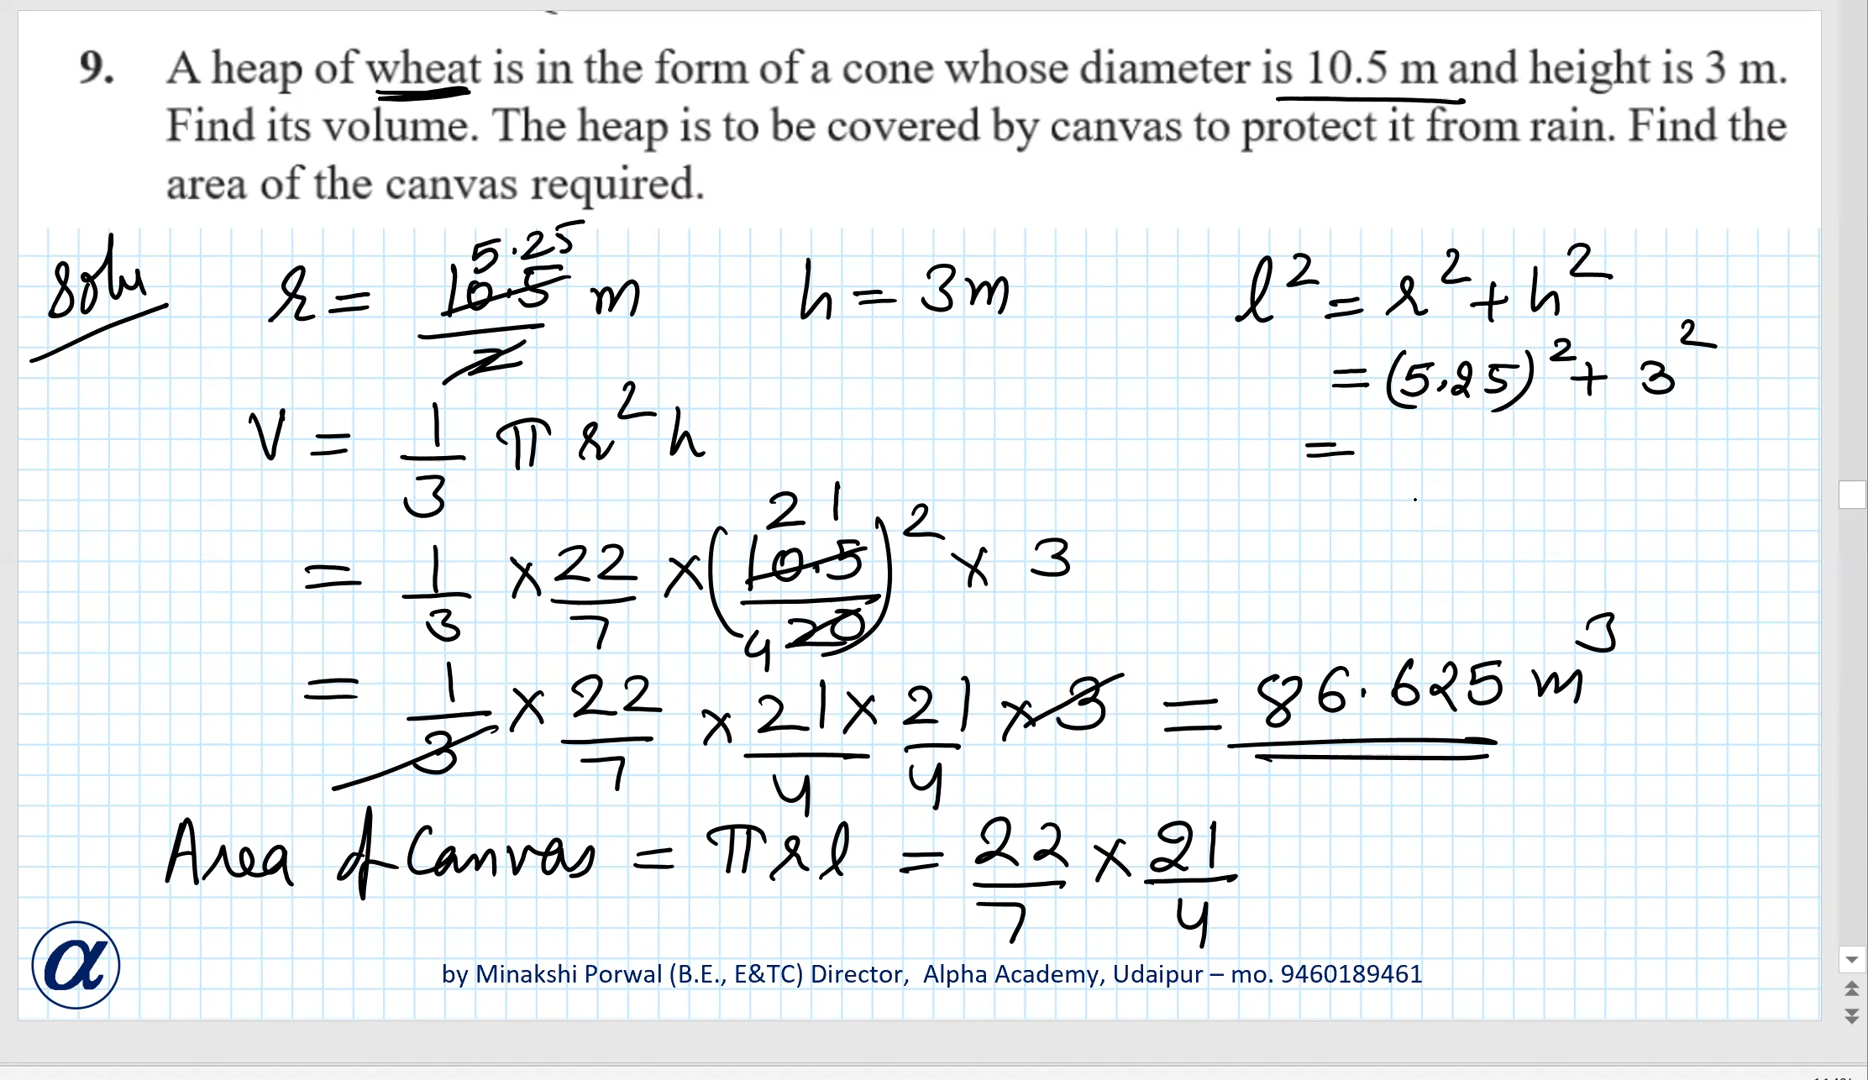 9. A heap of wheat is in the form of a cone whose diameter is 10.5 m and height is 3 m.
Find its volume. The heap is to be covered by canvas to protect it from rain. Find the
area of the canvas required.
Solu r = 10.5/2 m 5.25 h = 3m l² = r² + h²
= (5.25)² + 3²
V = 1/3 π r² h =
= 1/3 × 22/7 × (10.5/20)² × 3 21 4
= 1/3 × 22/7 × 21/4 × 21/4 × 3 = 86.625 m³
Area of Canvas = π r l = 22/7 × 21/4
α
by Minakshi Porwal (B.E., E&TC) Director, Alpha Academy, Udaipur – mo. 9460189461